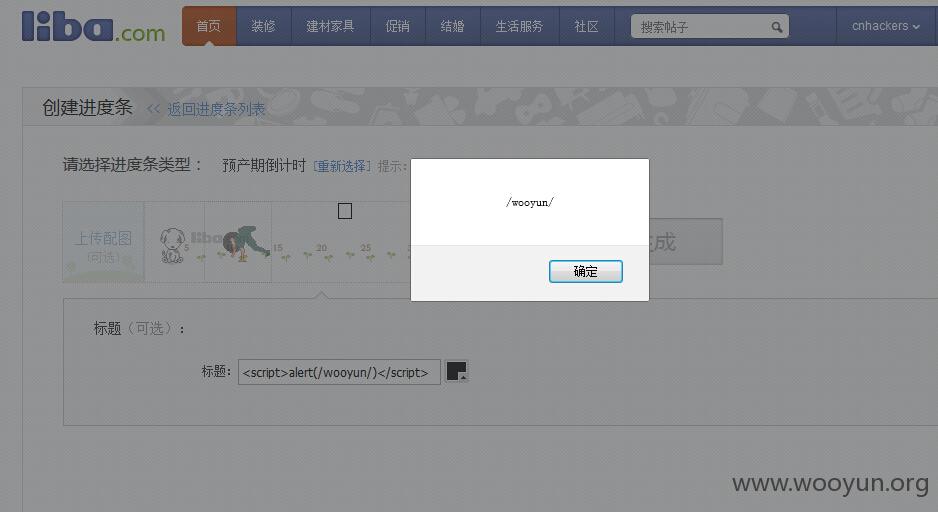 liba.com 首页 装修 建材家具 促销 结婚 生活服务 社区 搜索帖子 cnhackers
创建进度条 << 返回进度条列表
请选择进度条类型： 预产期倒计时 [重新选择] 提示：
/wooyun/
上传配图
(可选)
liba
5 15 20 25
成
确定
标题（可选）：
标题： <script>alert(/wooyun/)</script>
www.wooyun.org